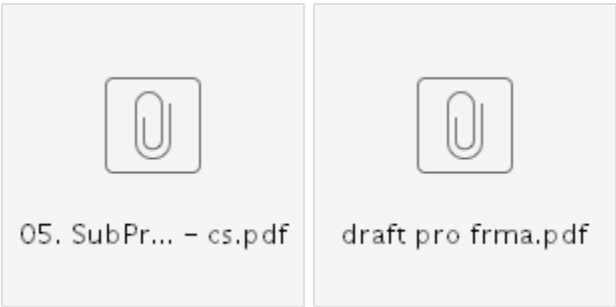 05. SubPr... – cs.pdf
draft pro frma.pdf